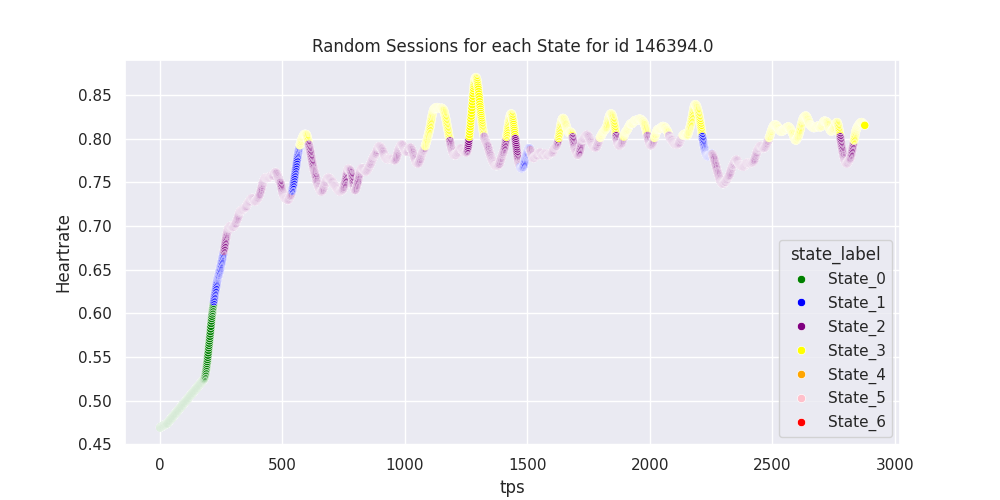 Random Sessions for each State for id 146394.0
Heartrate
0.85
0.80
0.75
0.70
0.65
0.60
0.55
0.50
0.45
0
500
1000
1500
2000
2500
3000
tps
state_label
State_0
State_1
State_2
State_3
State_4
State_5
State_6